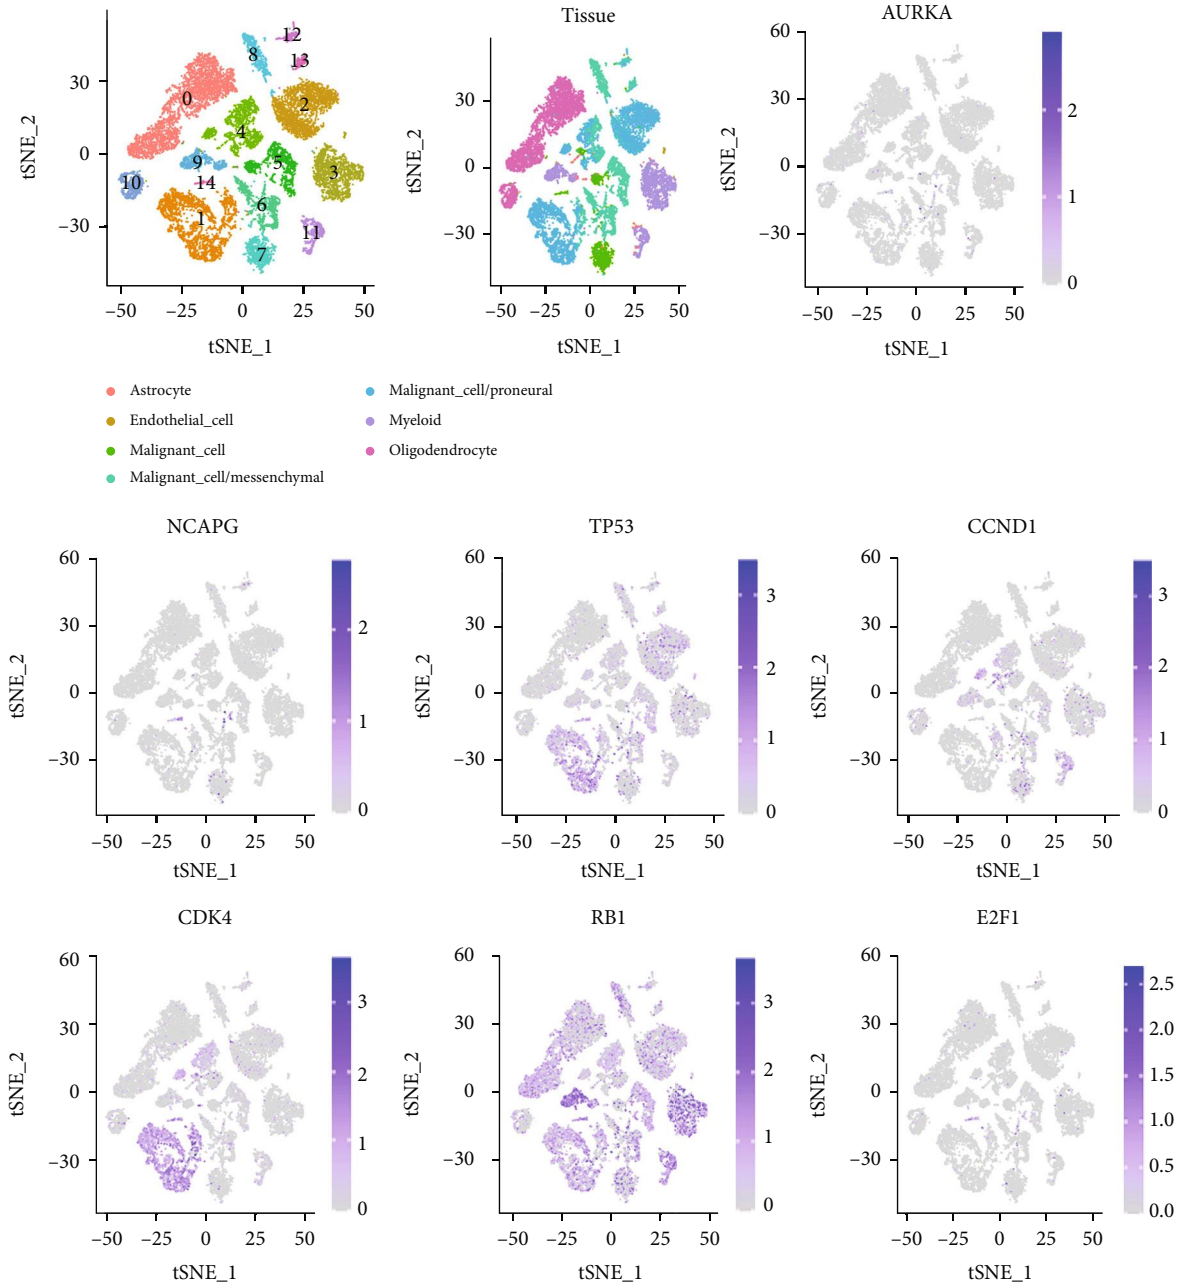 Tissue
AURKA
tSNE_2
30
0
−30
−50 −25 0 25 50
tSNE_1
0 1 2 3 4 5 6 7 8 9 10 11 12 13 14
tSNE_2
30
0
−30
−50 −25 0 25 50
tSNE_1
tSNE_2
60
30
0
−30
−50 −25 0 25 50
tSNE_1
2
1
0
Astrocyte
Endothelial_cell
Malignant_cell
Malignant_cell/messenchymal
Malignant_cell/proneural
Myeloid
Oligodendrocyte
NCAPG
tSNE_2
60
30
0
−30
−50 −25 0 25 50
tSNE_1
2
1
0
TP53
tSNE_2
60
30
0
−30
−50 −25 0 25 50
tSNE_1
3
2
1
0
CCND1
tSNE_2
60
30
0
−30
−50 −25 0 25 50
tSNE_1
3
2
1
0
CDK4
tSNE_2
60
30
0
−30
−50 −25 0 25 50
tSNE_1
3
2
1
0
RB1
tSNE_2
60
30
0
−30
−50 −25 0 25 50
tSNE_1
3
2
1
0
E2F1
tSNE_2
60
30
0
−30
−50 −25 0 25 50
tSNE_1
2.5
2.0
1.5
1.0
0.5
0.0